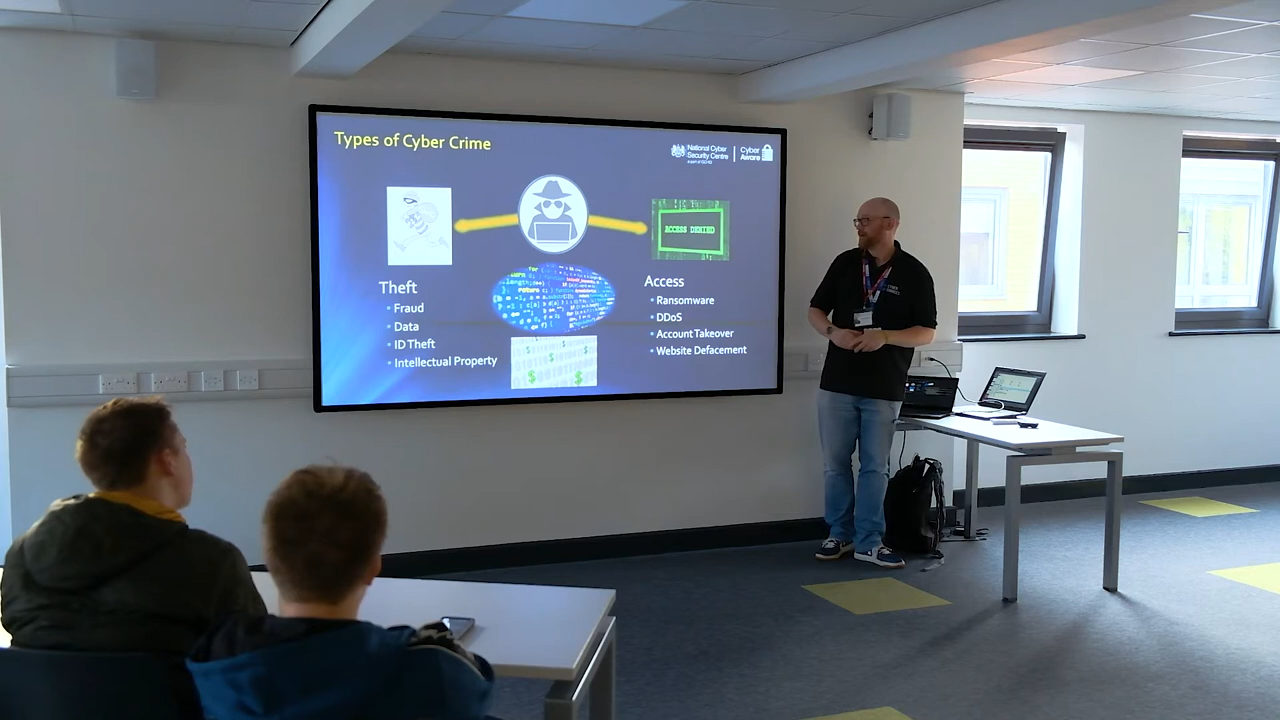 Types of Cyber Crime
National Cyber
Security Centre
Cyber
Aware
ACCESS DENIED
Theft
• Fraud
• Data
• ID Theft
• Intellectual Property
Access
• Ransomware
• DDoS
• Account Takeover
• Website Defacement